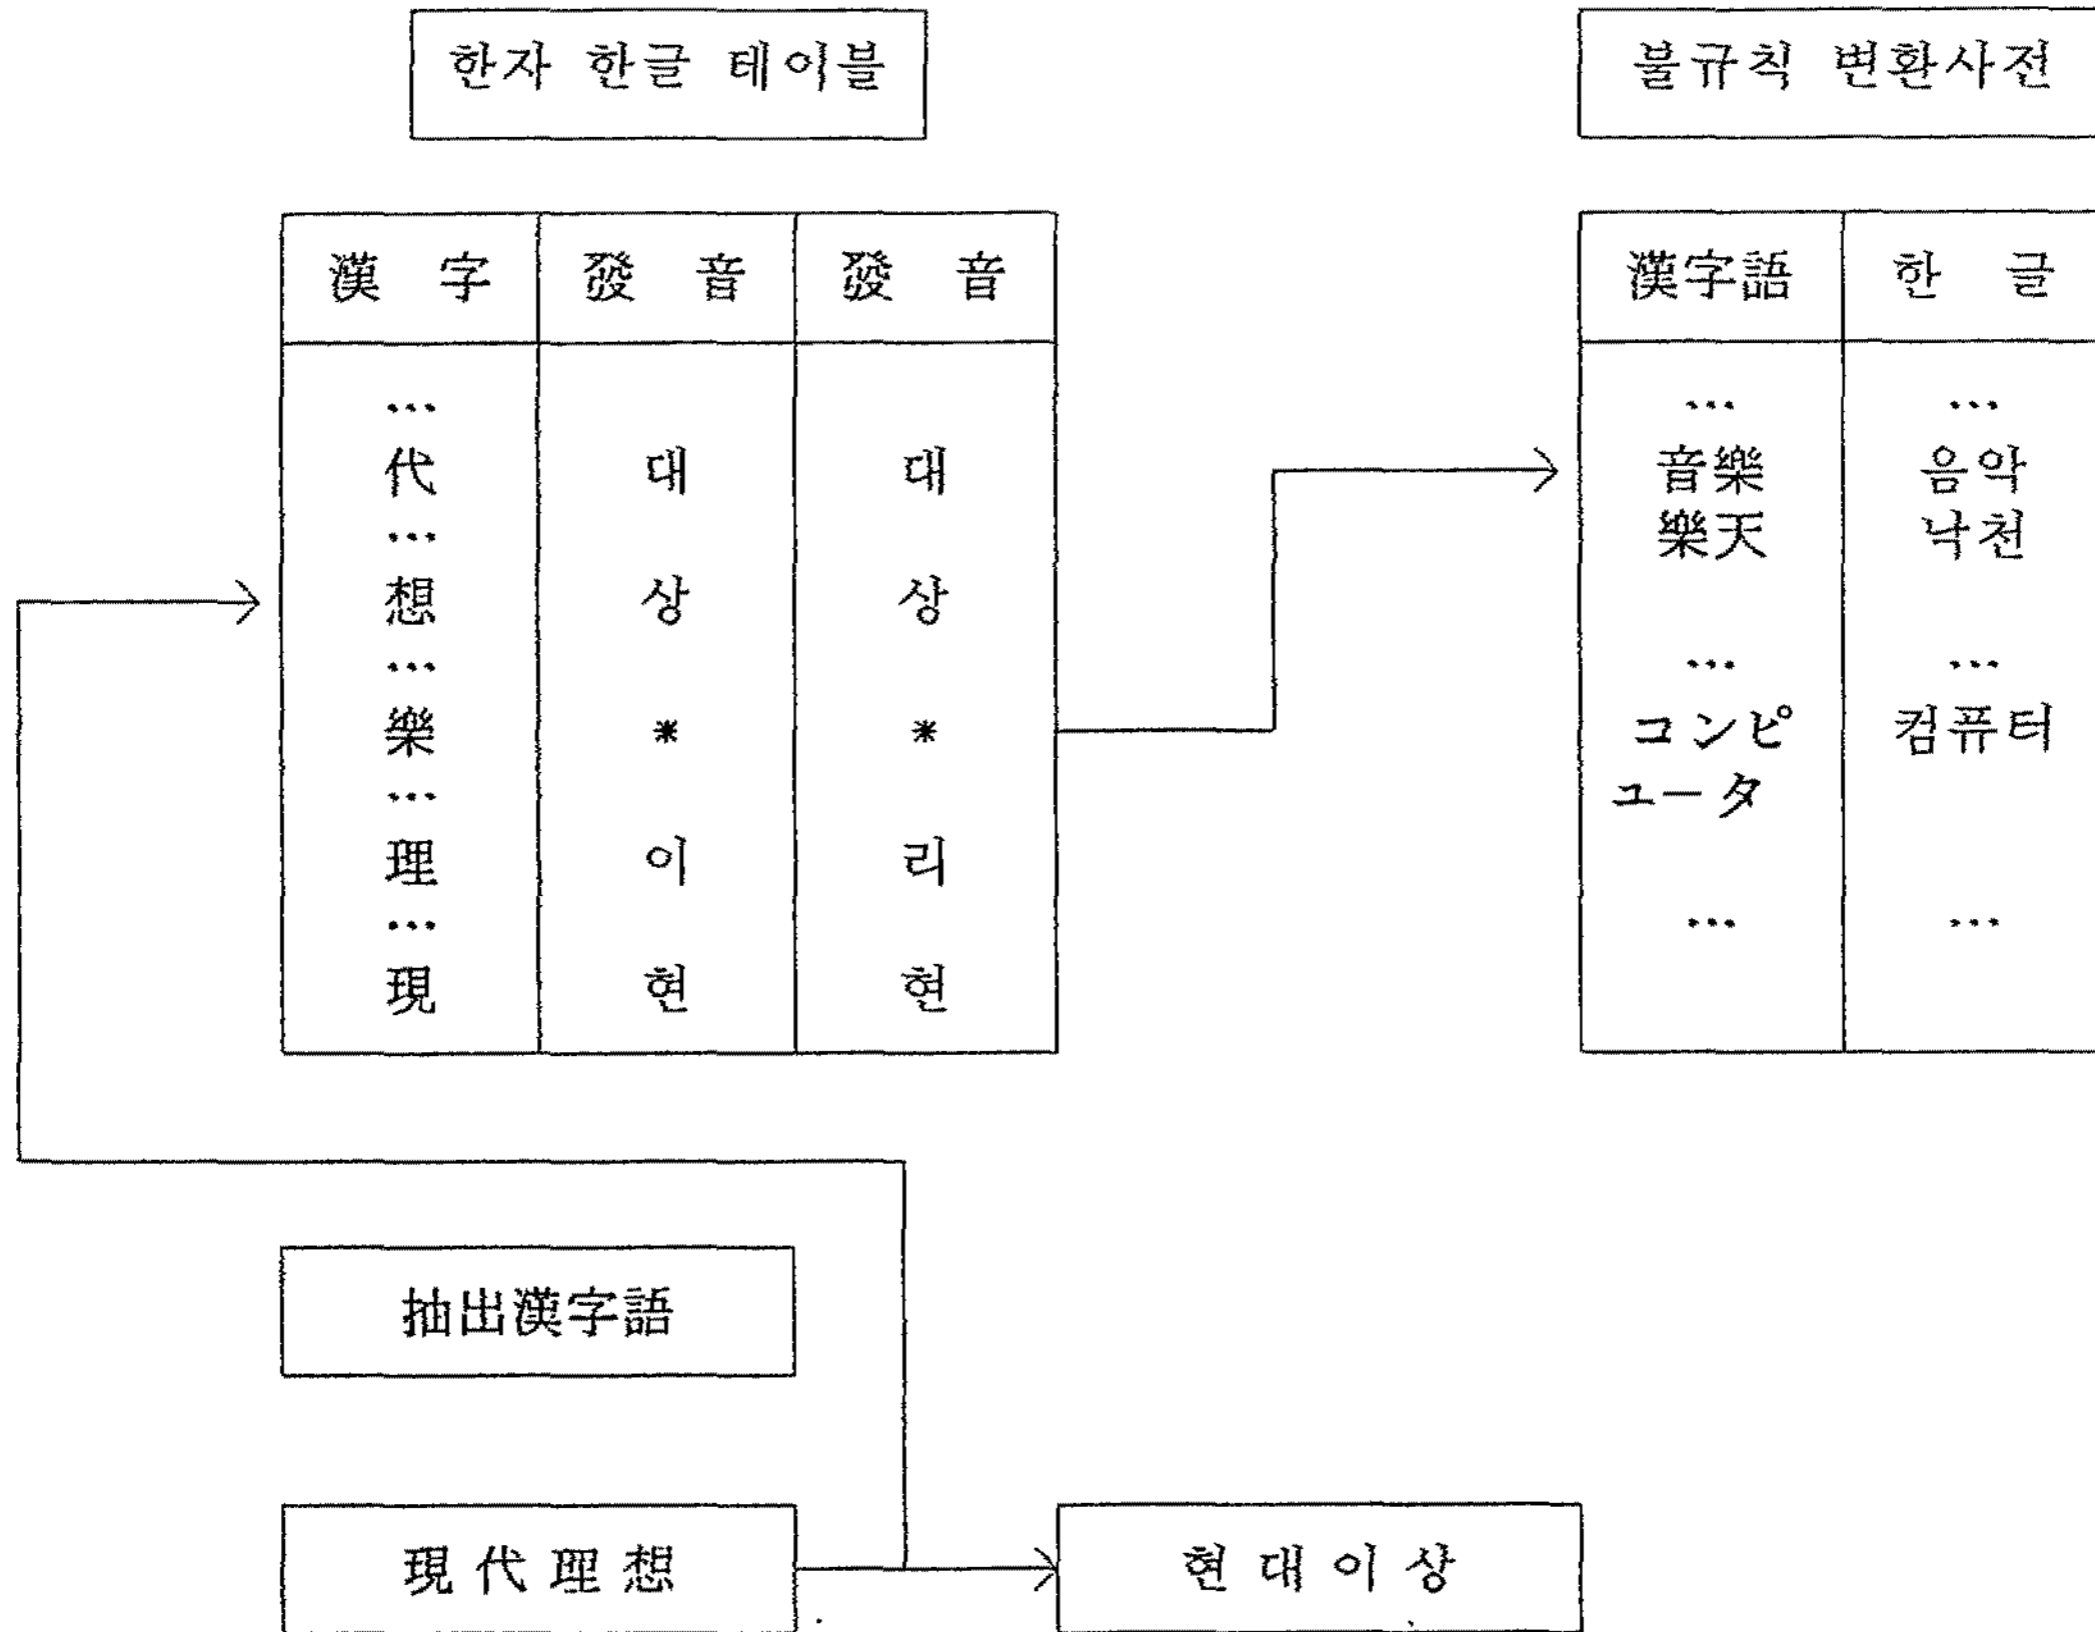 한자 한글 테이블
漢字 發音 發音
...
代 대 대
...
想 상 상
...
樂 * *
...
理 이 리
...
現 현 현
불규칙 변환사전
漢字語 한글
... ...
音樂 음악
樂天 낙천
... ...
コンピ 컴퓨터
ュータ
... ...
抽出漢字語
現代理想
현대이상